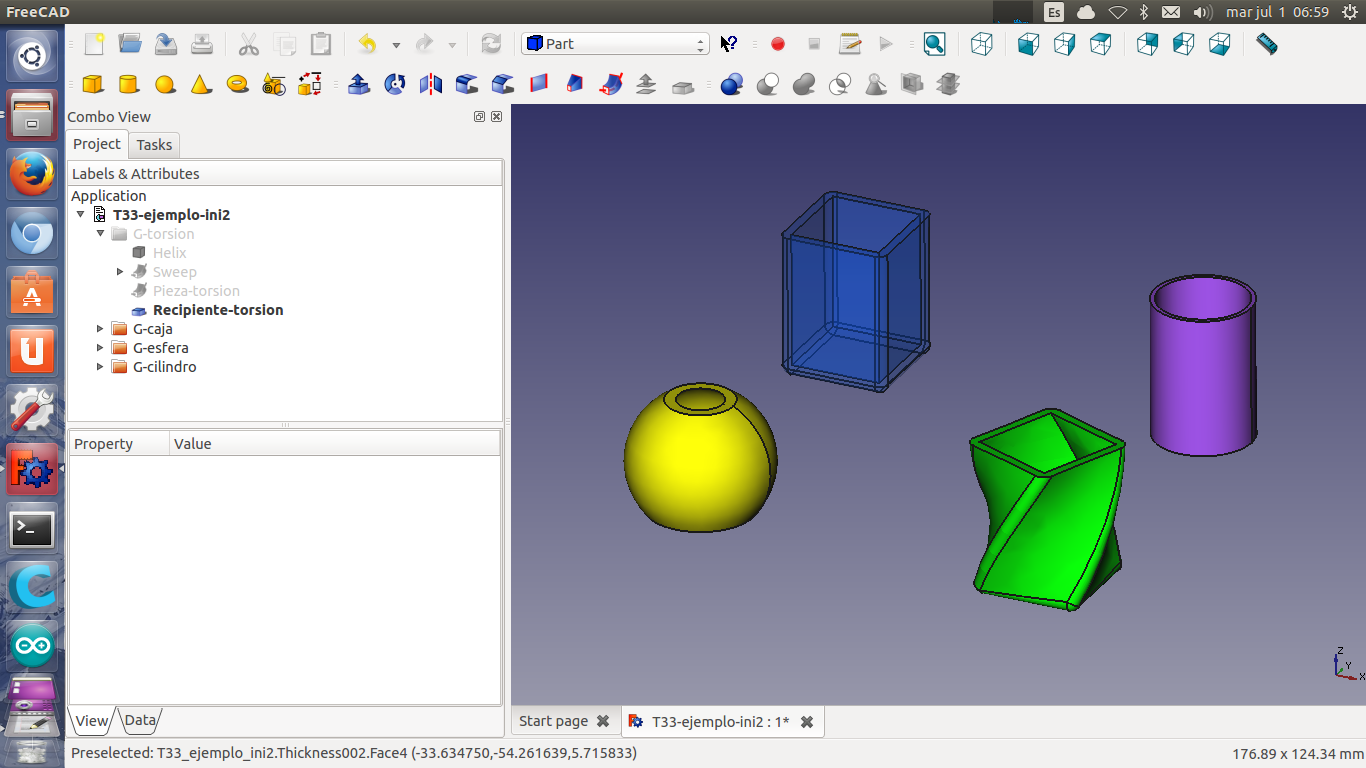 FreeCAD
Es
mar jul 1 06:59
Part
Combo View
Project
Tasks
Labels & Attributes
Application
T33-ejemplo-ini2
G-torsion
Helix
Sweep
Pieza-torsion
Recipiente-torsion
G-caja
G-esfera
G-cilindro
Property
Value
View
Data
Z
Y
X
Start page
T33-ejemplo-ini2 : 1*
Preselected: T33_ejemplo_ini2.Thickness002.Face4 (-33.634750,-54.261639,5.715833)
176.89 x 124.34 mm